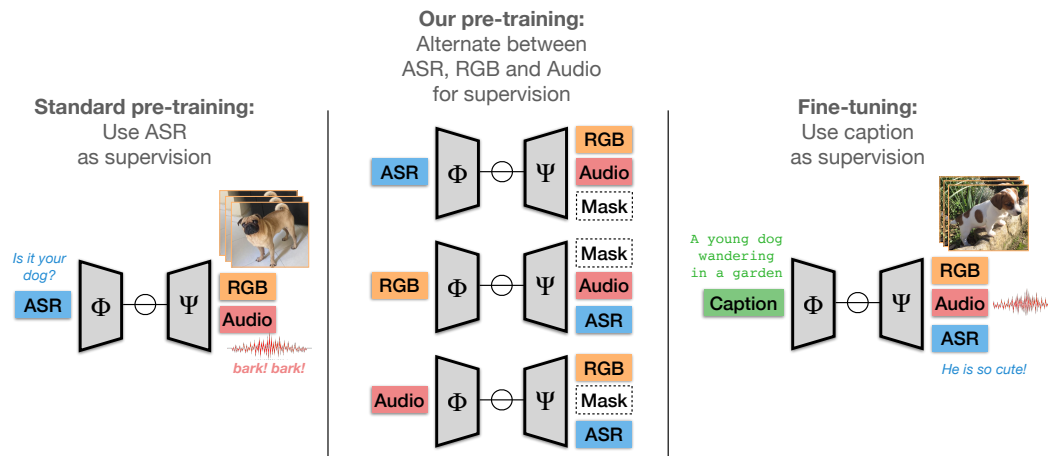 Standard pre-training:
Use ASR
as supervision
Is it your
dog?
ASR
Φ
Ψ
RGB
Audio
bark! bark!
Our pre-training:
Alternate between
ASR, RGB and Audio
for supervision
ASR
Φ
Ψ
RGB
Audio
Mask
RGB
Φ
Ψ
Mask
Audio
ASR
Audio
Φ
Ψ
RGB
Mask
ASR
Fine-tuning:
Use caption
as supervision
A young dog
wandering
in a garden
Caption
Φ
Ψ
RGB
Audio
ASR
He is so cute!